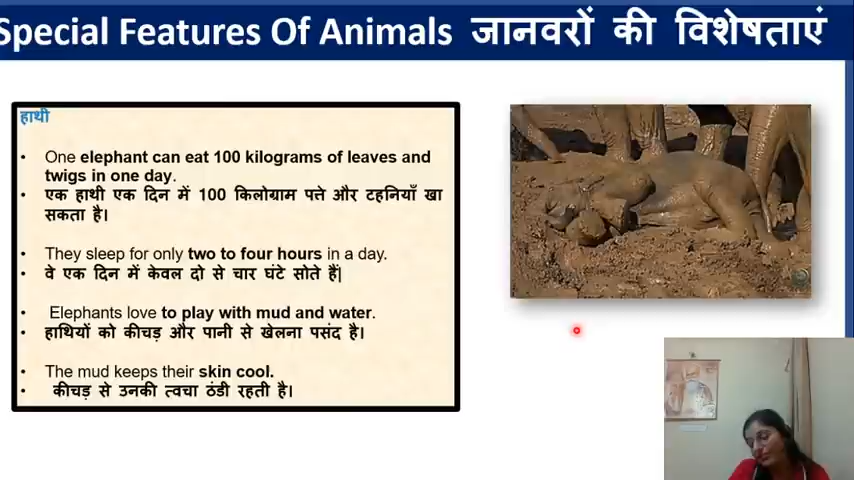 Special Features Of Animals जानवरों की विशेषताएं
हाथी
• One elephant can eat 100 kilograms of leaves and
twigs in one day.
• एक हाथी एक दिन में 100 किलोग्राम पत्ते और टहनियाँ खा
सकता है।
• They sleep for only two to four hours in a day.
• वे एक दिन में केवल दो से चार घंटे सोते हैं|
• Elephants love to play with mud and water.
• हाथियों को कीचड़ और पानी से खेलना पसंद है।
• The mud keeps their skin cool.
• कीचड़ से उनकी त्वचा ठंडी रहती है।